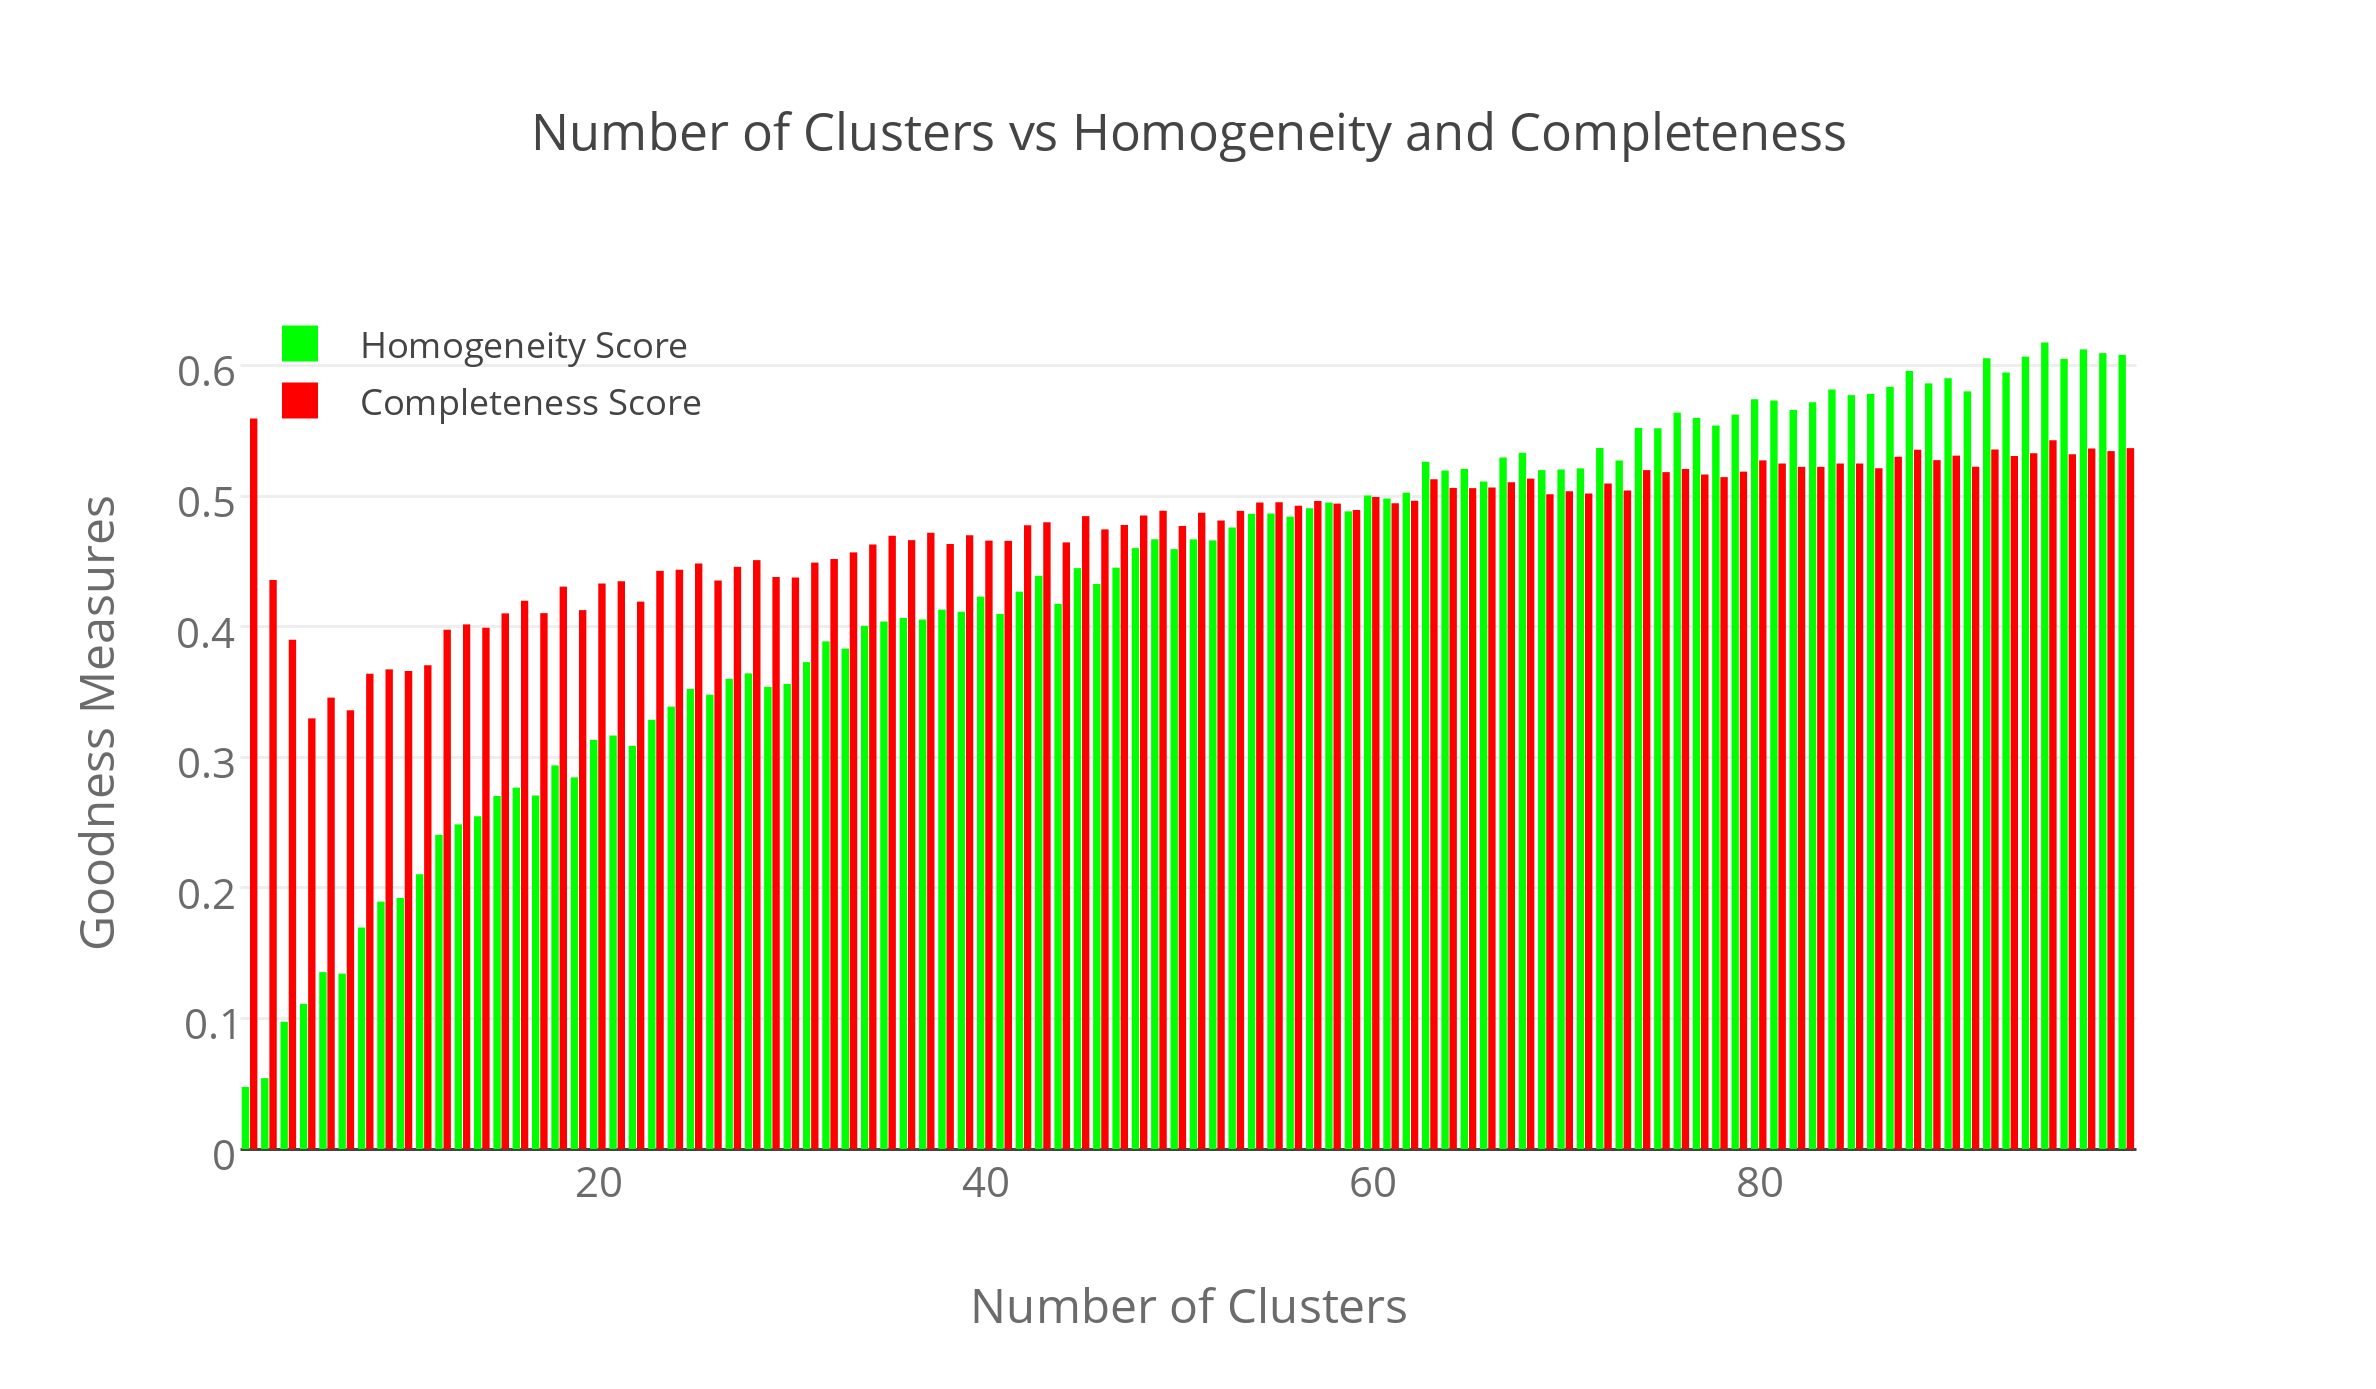 Number of Clusters vs Homogeneity and Completeness
Homogeneity Score
Completeness Score
0.6
0.5
0.4
0.3
0.2
0.1
0
Goodness Measures
20 40 60 80
Number of Clusters